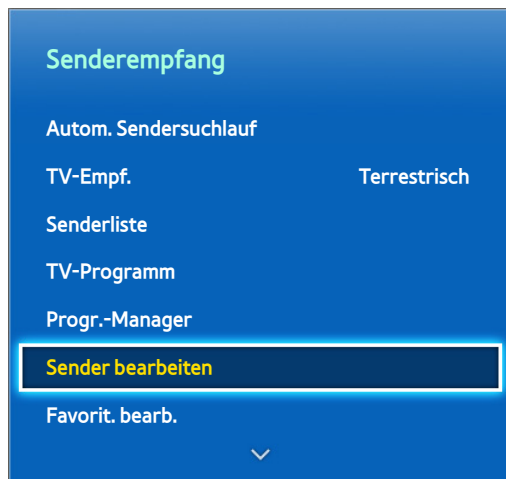 Senderempfang
Autom. Sendersuchlauf
TV-Empf. Terrestrisch
Senderliste
TV-Programm
Progr.-Manager
Sender bearbeiten
Favorit. bearb.